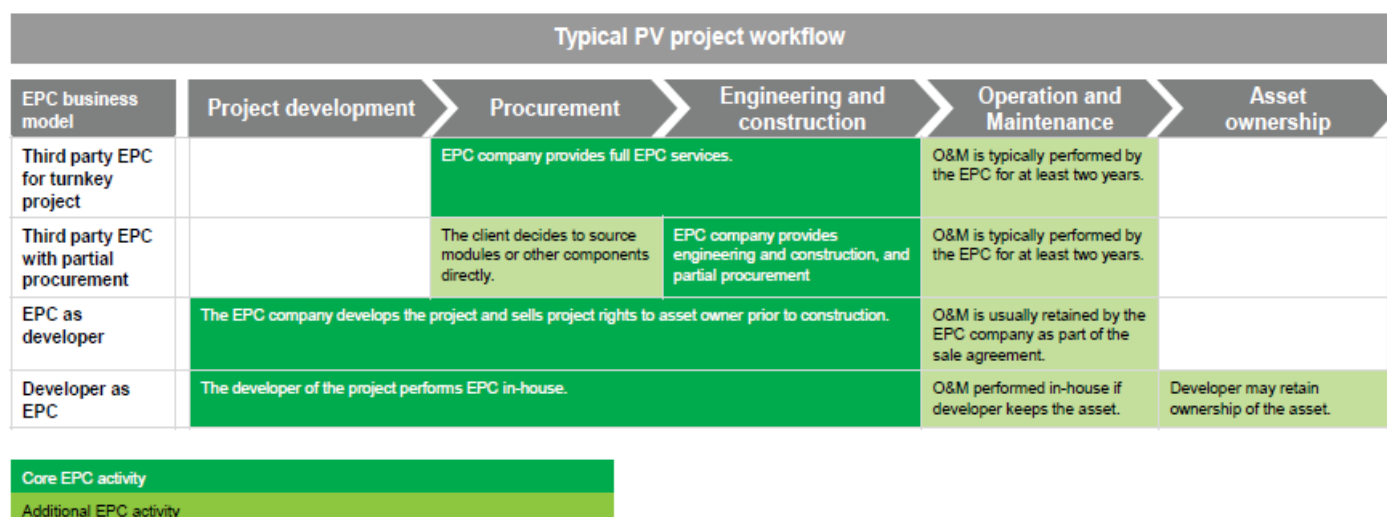 Typical PV project workflow
EPC business
model
Project development
Procurement
Engineering and
construction
Operation and
Maintenance
Asset
ownership
Third party EPC
for turnkey
project
EPC company provides full EPC services.
O&M is typically performed by
the EPC for at least two years.
Third party EPC
with partial
procurement
The client decides to source
modules or other components
directly.
EPC company provides
engineering and construction, and
partial procurement
O&M is typically performed by
the EPC for at least two years.
EPC as
developer
The EPC company develops the project and sells project rights to asset owner prior to construction.
O&M is usually retained by the
EPC company as part of the
sale agreement.
Developer as
EPC
The developer of the project performs EPC in-house.
O&M performed in-house if
developer keeps the asset.
Developer may retain
ownership of the asset.
Core EPC activity
Additional EPC activity